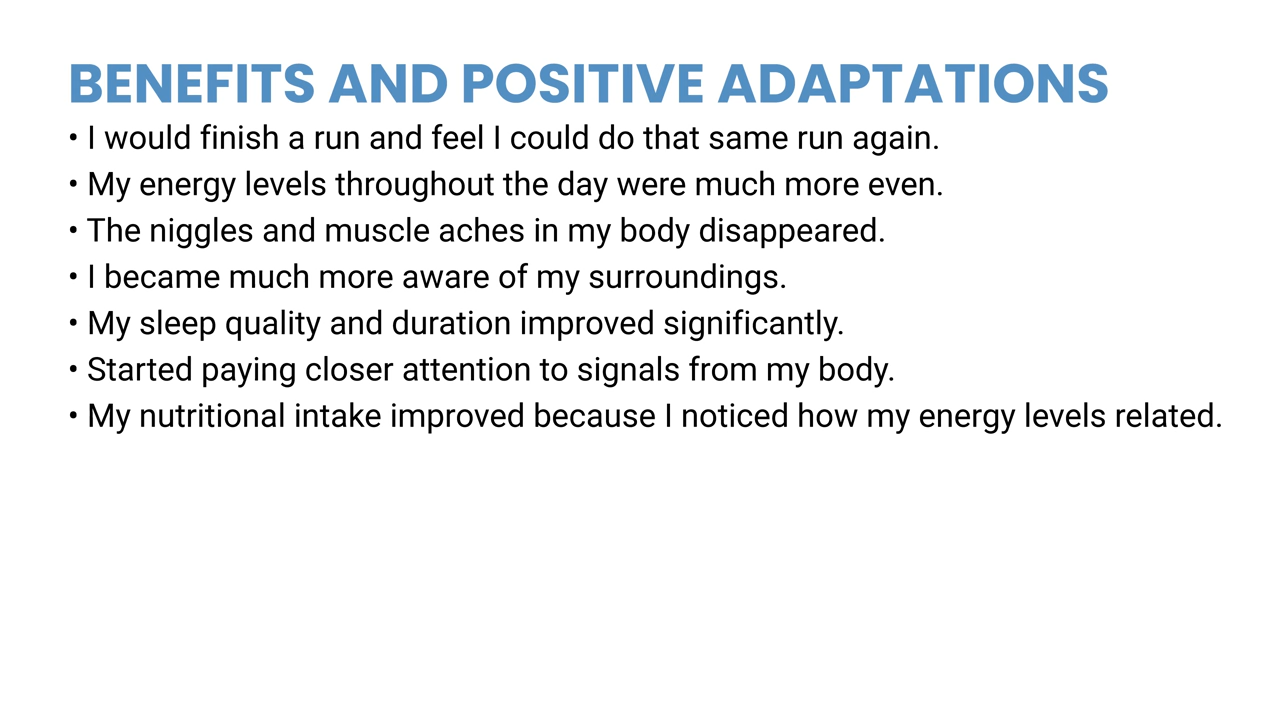 BENEFITS AND POSITIVE ADAPTATIONS
• I would finish a run and feel I could do that same run again.
• My energy levels throughout the day were much more even.
• The niggles and muscle aches in my body disappeared.
• I became much more aware of my surroundings.
• My sleep quality and duration improved significantly.
• Started paying closer attention to signals from my body.
• My nutritional intake improved because I noticed how my energy levels related.